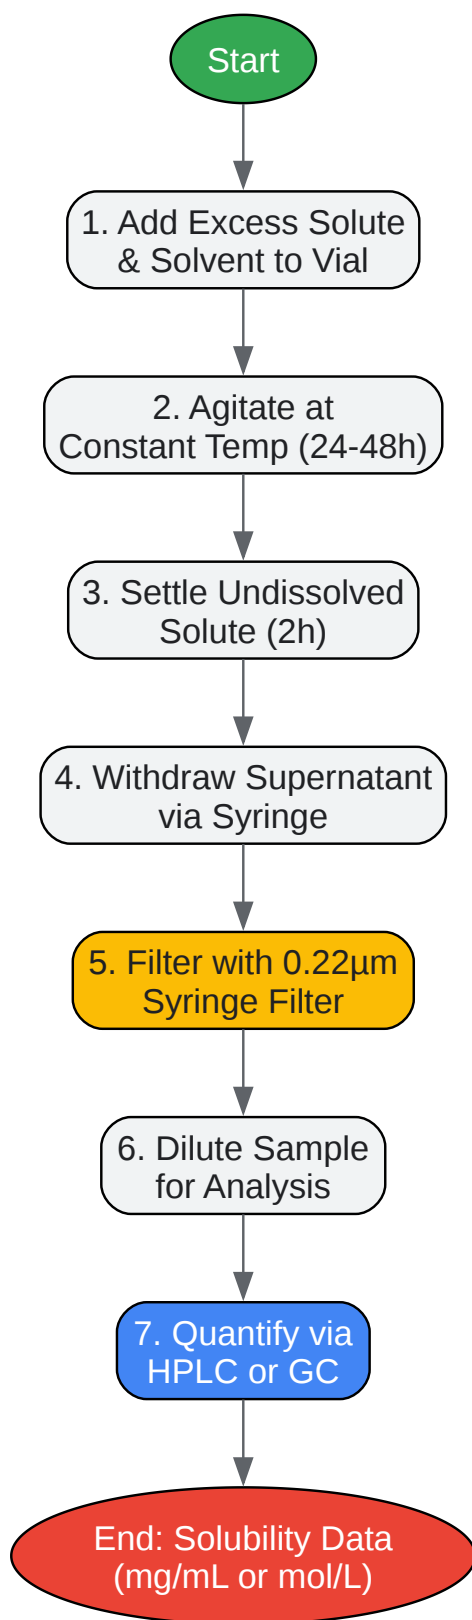 Start
1. Add Excess Solute
& Solvent to Vial
2. Agitate at
Constant Temp (24-48h)
3. Settle Undissolved
Solute (2h)
4. Withdraw Supernatant
via Syringe
5. Filter with 0.22µm
Syringe Filter
6. Dilute Sample
for Analysis
7. Quantify via
HPLC or GC
End: Solubility Data
(mg/mL or mol/L)